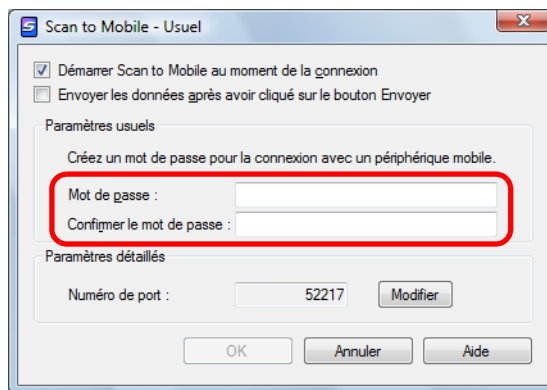 Scan to Mobile - Usuel
Démarrer Scan to Mobile au moment de la connexion
Envoyer les données après avoir cliqué sur le bouton Envoyer
Paramètres usuels
Créez un mot de passe pour la connexion avec un périphérique mobile.
Mot de passe :
Confirmer le mot de passe :
Paramètres détaillés
Numéro de port : 52217 Modifier
OK Annuler Aide